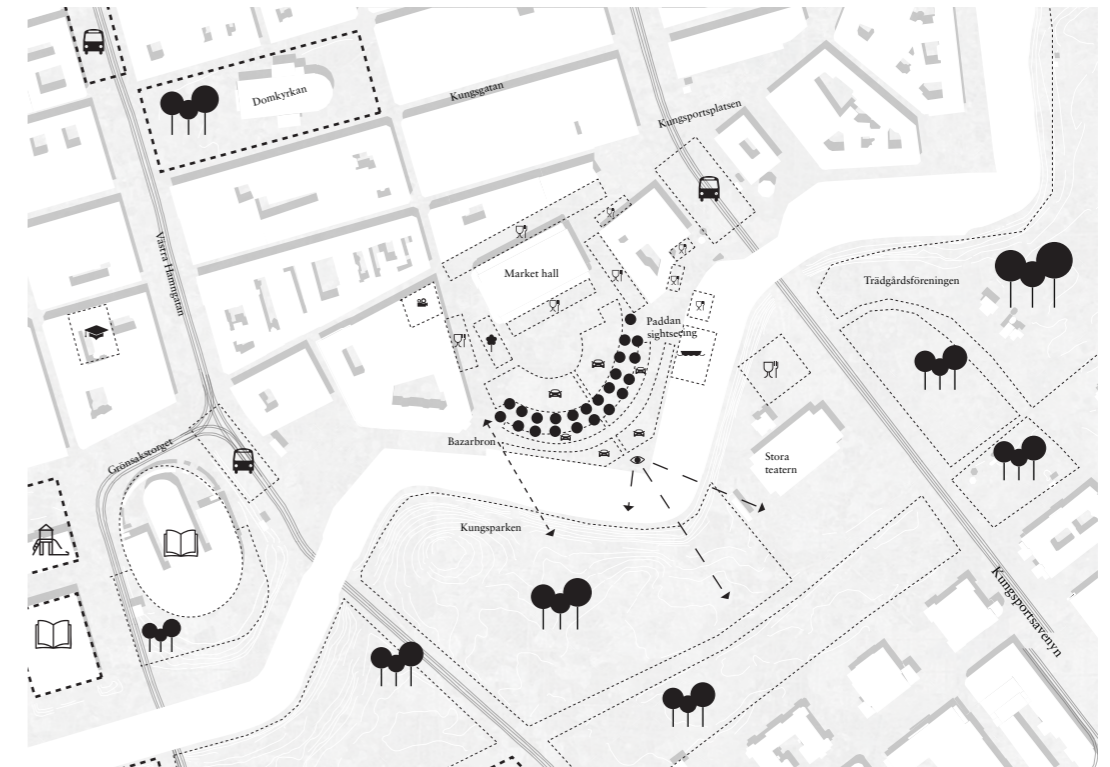 Domkyrkan
Kungsgatan
Kungsportsplatsen
Västra Hamngatan
Market hall
Trädgårdsföreningen
Paddan
sightseeing
Bazarbron
Grönsakstorget
Stora
teatern
Kungsparken
Kungsportsavenyn